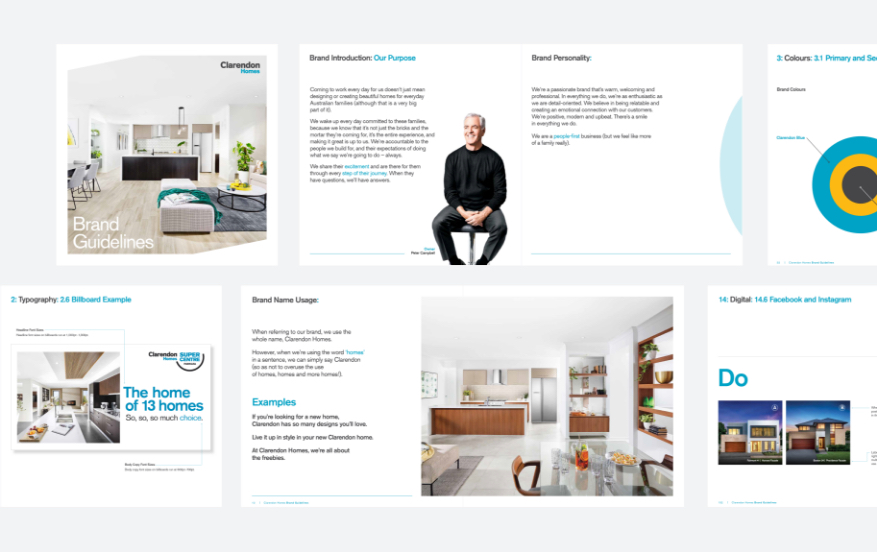 Clarendon
Homes
Brand
Guidelines
Brand Introduction: Our Purpose
Coming to work every day for us doesn't just mean
designing or creating beautiful homes for everyday
Australian families (although that is a very big
part of it).
We wake up every day committed to these families,
because we know that it's not just the bricks and the
mortar they're coming for, it's the entire experience, and
making it great is up to us. We're accountable to the
people we build for, and their expectations of doing
what we say we're going to do – always.
We share their excitement and are there for them
through every step of their journey. When they
have questions, we'll have answers.
Peter Campbell
Brand Personality:
We're a passionate brand that's warm, welcoming and
professional. In everything we do, we're as enthusiastic as
we are detail-oriented. We believe in being relatable and
creating an emotional connection with our customers.
We're positive, modern and upbeat. There's a smile
in everything we do.
We are a people first business (but we feel like more
of a family really).
3: Colours: 3.1 Primary and Se
Brand Colours
Clarendon Blue
2: Typography: 2.6 Billboard Example
Clarendon
Homes
SUPER
CENTRE
The home
of 13 homes
So, so, so much choice.
Brand Name Usage:
When referring to our brand, we use the
whole name, Clarendon Homes.
However, when we're using the word 'homes'
in a sentence, we can simply say Clarendon
(so as not to overuse the use
of homes, homes and more homes!).
Examples
If you're looking for a new home,
Clarendon has so many designs you'll love.
Live it up in style in your new Clarendon home.
At Clarendon Homes, we're all about
the freebies.
14: Digital: 14.6 Facebook and Instagram
Do